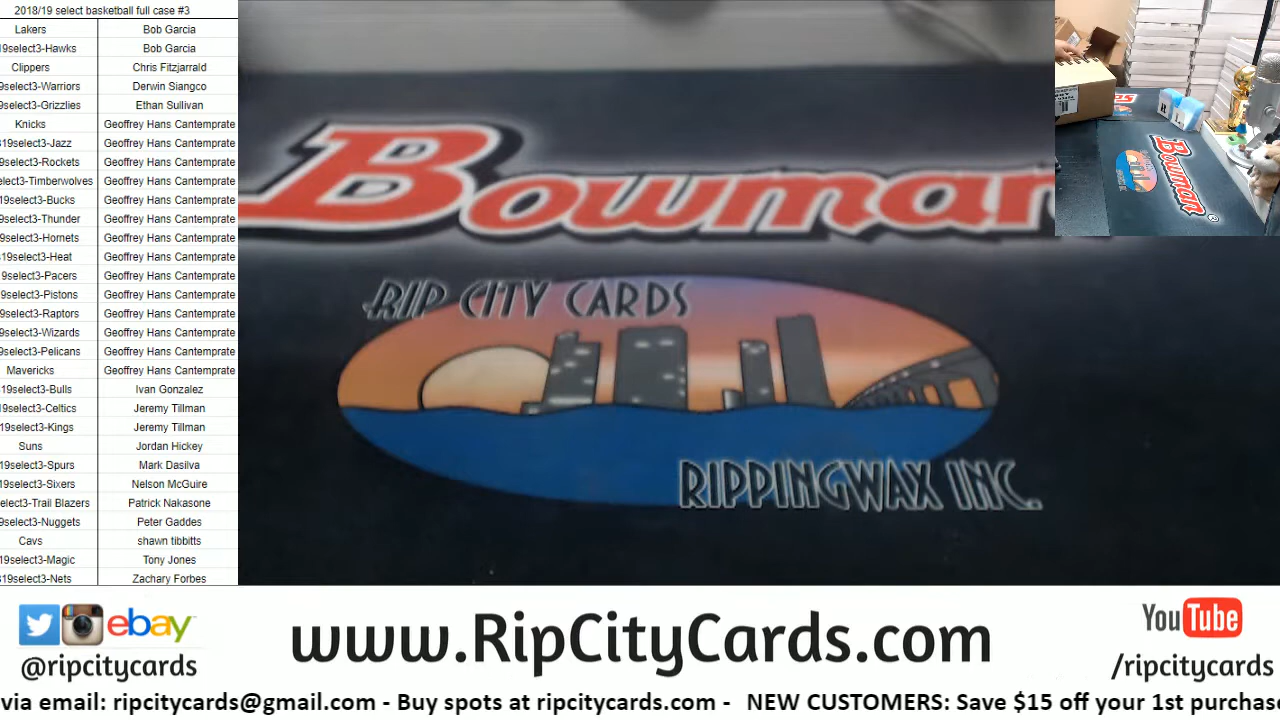 2018/19 select basketball full case #3
Lakers Bob Garcia
19select3-Hawks Bob Garcia
Clippers Chris Fitzjarrald
9select3-Warriors Derwin Siangco
9select3-Grizzlies Ethan Sullivan
Knicks Geoffrey Hans Cantemprate
19select3-Jazz Geoffrey Hans Cantemprate
9select3-Rockets Geoffrey Hans Cantemprate
elect3-Timberwolves Geoffrey Hans Cantemprate
19select3-Bucks Geoffrey Hans Cantemprate
9select3-Thunder Geoffrey Hans Cantemprate
9select3-Hornets Geoffrey Hans Cantemprate
19select3-Heat Geoffrey Hans Cantemprate
19select3-Pacers Geoffrey Hans Cantemprate
9select3-Pistons Geoffrey Hans Cantemprate
9select3-Raptors Geoffrey Hans Cantemprate
9select3-Wizards Geoffrey Hans Cantemprate
9select3-Pelicans Geoffrey Hans Cantemprate
Mavericks Geoffrey Hans Cantemprate
19select3-Bulls Ivan Gonzalez
19select3-Celtics Jeremy Tillman
19select3-Kings Jeremy Tillman
Suns Jordan Hickey
19select3-Spurs Mark Dasilva
19select3-Sixers Nelson McGuire
elect3-Trail Blazers Patrick Nakasone
9select3-Nuggets Peter Gaddes
Cavs shawn tibbitts
19select3-Magic Tony Jones
19select3-Nets Zachary Forbes
Bowman
RIP CITY CARDS
RIPPINGWAX INC.
Bowman
ebay
@ripcitycards
www.RipCityCards.com
YouTube
/ripcitycards
via email: ripcitycards@gmail.com - Buy spots at ripcitycards.com - NEW CUSTOMERS: Save $15 off your 1st purchase